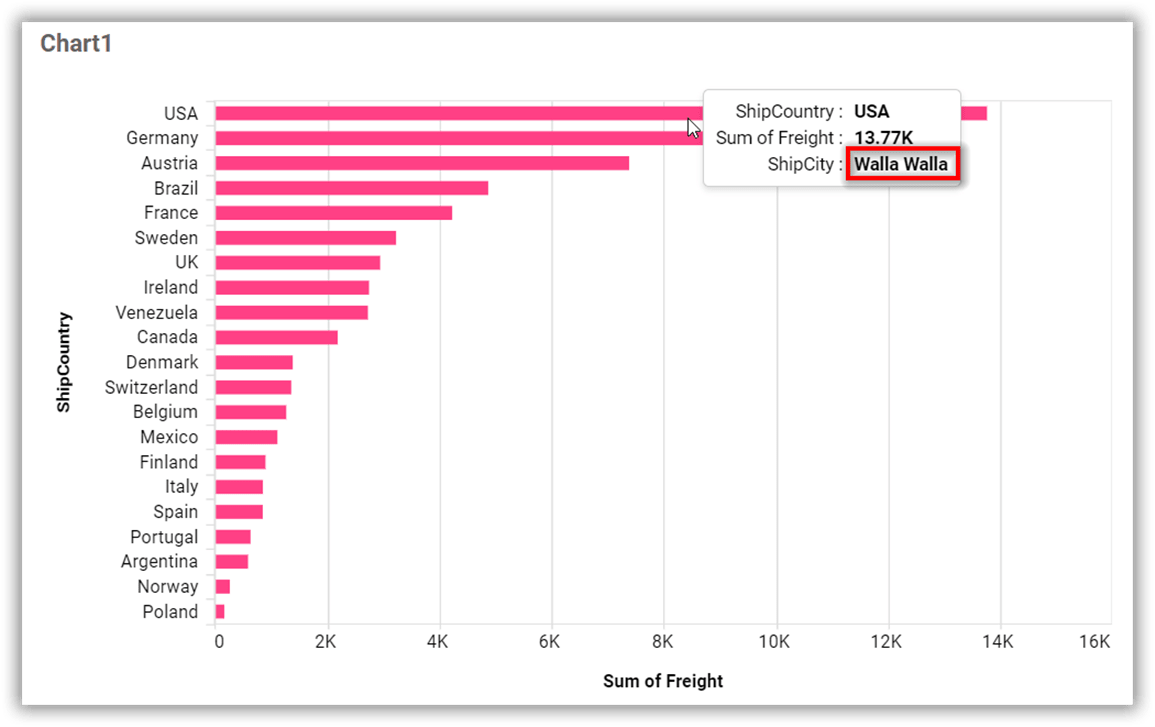 Chart1
USA
Germany
Austria
Brazil
France
Sweden
UK
Ireland
Venezuela
Canada
Denmark
Switzerland
Belgium
Mexico
Finland
Italy
Spain
Portugal
Argentina
Norway
Poland
ShipCountry
ShipCountry : USA
Sum of Freight : 13.77K
ShipCity : Walla Walla
0 2K 4K 6K 8K 10K 12K 14K 16K
Sum of Freight